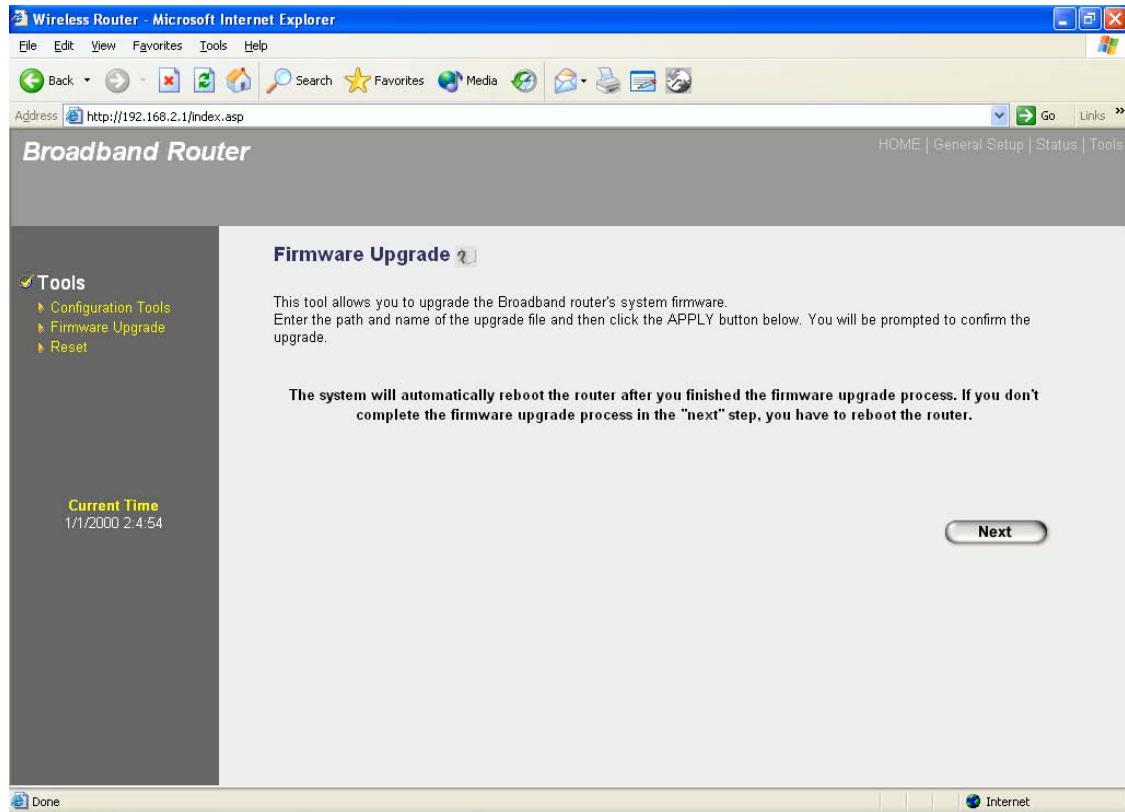 Wireless Router - Microsoft Internet Explorer
File Edit View Favorites Tools Help
Back Search Favorites Media
Address http://192.168.2.1/index.asp Go Links »
Broadband Router
HOME | General Setup | Status | Tools
Tools
Configuration Tools
Firmware Upgrade
Reset
Current Time
1/1/2000 2:4:54
Firmware Upgrade
This tool allows you to upgrade the Broadband router's system firmware.
Enter the path and name of the upgrade file and then click the APPLY button below. You will be prompted to confirm the
upgrade.
The system will automatically reboot the router after you finished the firmware upgrade process. If you don't
complete the firmware upgrade process in the "next" step, you have to reboot the router.
Next
Done Internet